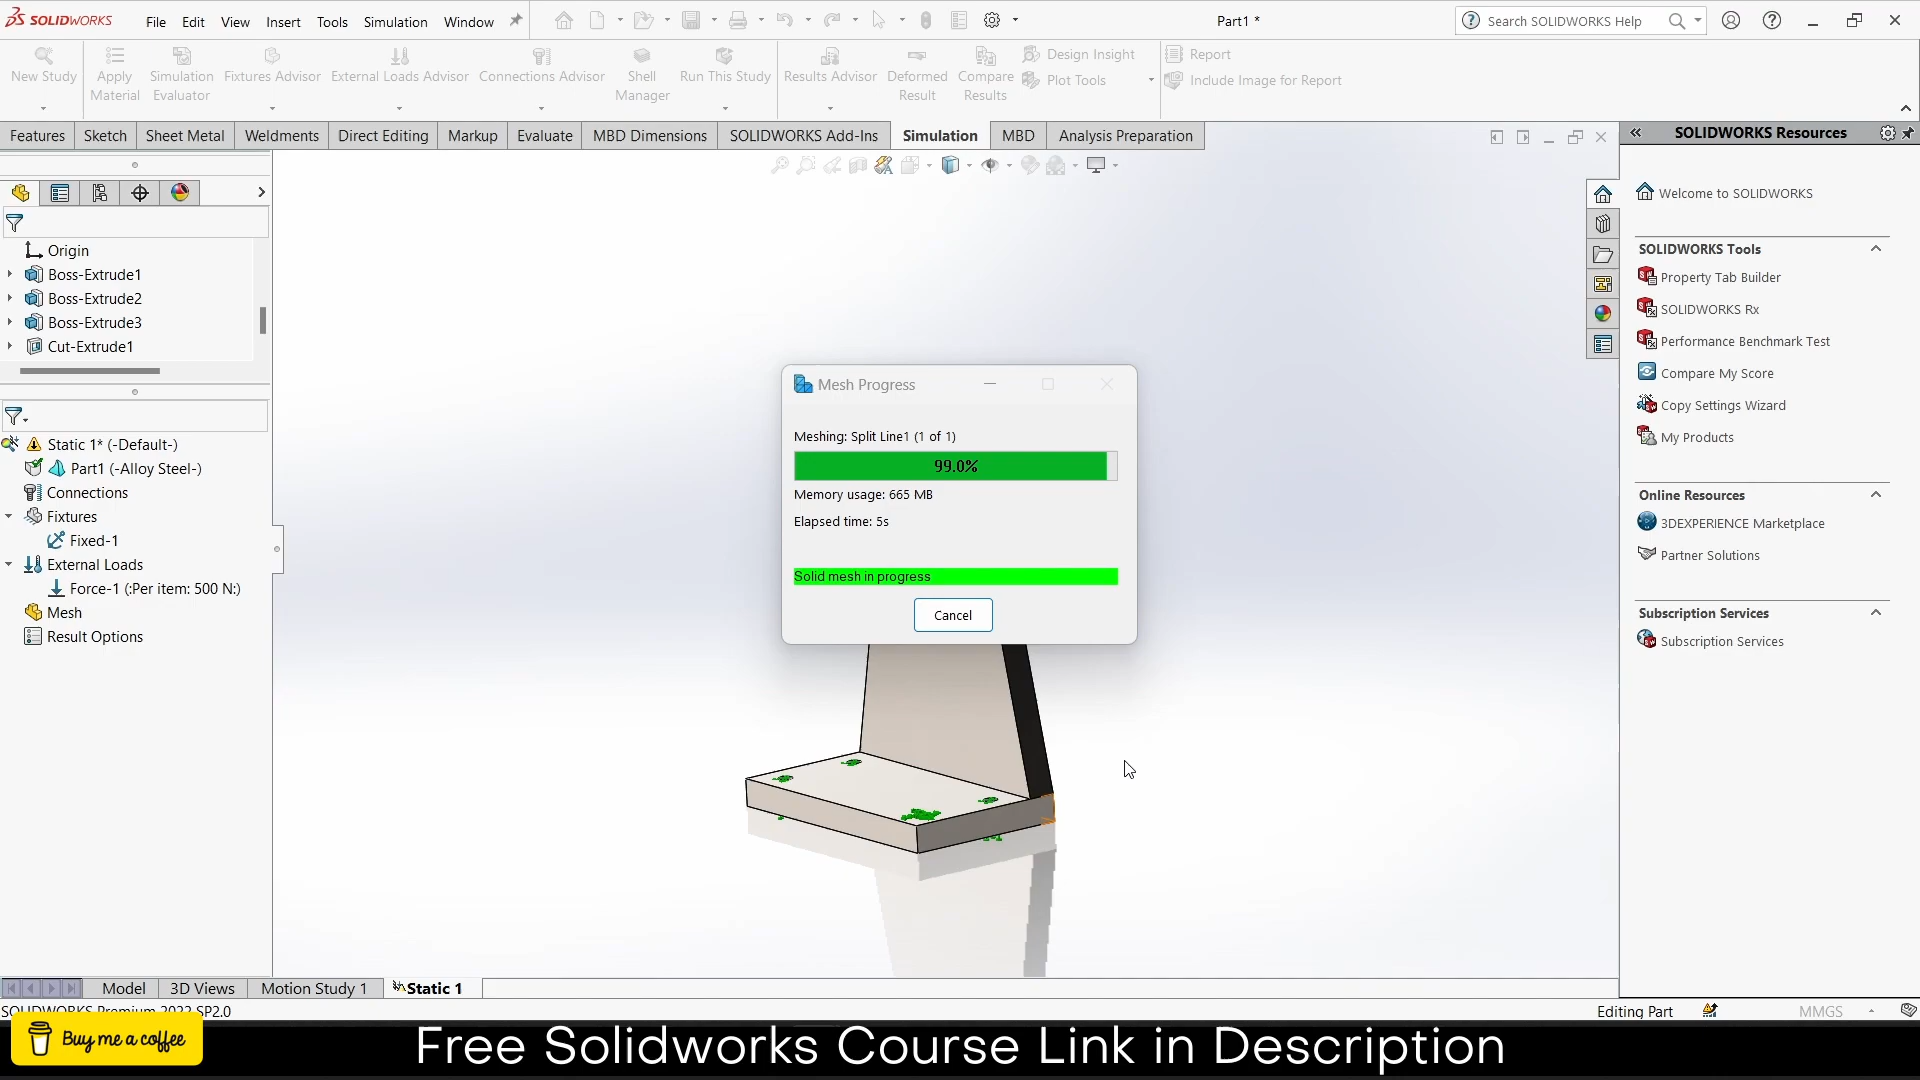 SOLIDWORKS File Edit View Insert Tools Simulation Window
Part1 *
Search SOLIDWORKS Help
New Study
Apply Material
Simulation Evaluator
Fixtures Advisor
External Loads Advisor
Connections Advisor
Shell Manager
Run This Study
Results Advisor
Deformed Result
Compare Results
Design Insight
Plot Tools
Report
Include Image for Report
Features Sketch Sheet Metal Weldments Direct Editing Markup Evaluate MBD Dimensions SOLIDWORKS Add-Ins Simulation MBD Analysis Preparation
Origin
Boss-Extrude1
Boss-Extrude2
Boss-Extrude3
Cut-Extrude1
Static 1* (-Default-)
Part1 (-Alloy Steel-)
Connections
Fixtures
Fixed-1
External Loads
Force-1 (:Per item: 500 N:)
Mesh
Result Options
Mesh Progress
Meshing: Split Line1 (1 of 1)
99.0%
Memory usage: 665 MB
Elapsed time: 5s
Solid mesh in progress
Cancel
SOLIDWORKS Resources
Welcome to SOLIDWORKS
SOLIDWORKS Tools
Property Tab Builder
SOLIDWORKS Rx
Performance Benchmark Test
Compare My Score
Copy Settings Wizard
My Products
Online Resources
3DEXPERIENCE Marketplace
Partner Solutions
Subscription Services
Subscription Services
Model 3D Views Motion Study 1 Static 1
SOLIDWORKS Premium 2022 SP2.0
Editing Part
MMGS
Buy me a coffee
Free Solidworks Course Link in Description